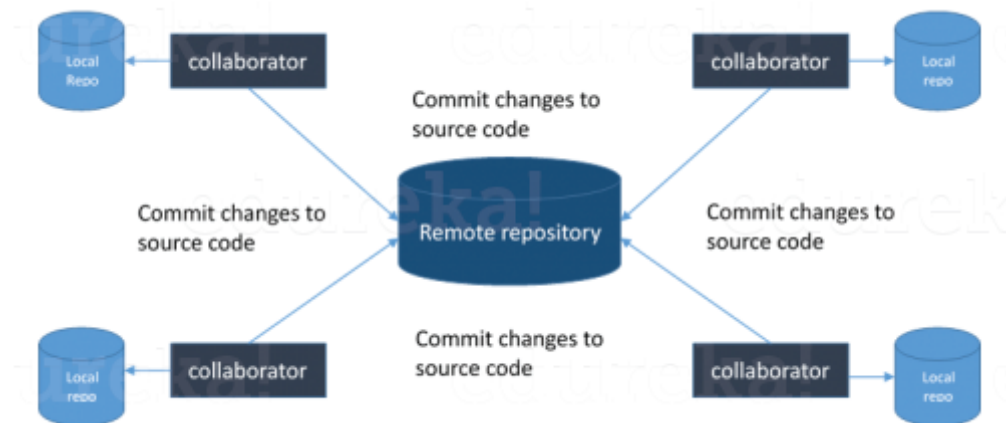 Local
Repo
collaborator
collaborator
Local
repo
Commit changes to
source code
edureka!
Commit changes to
source code
Remote repository
Commit changes to
source code
Commit changes to
source code
Local
repo
collaborator
collaborator
Local
repo